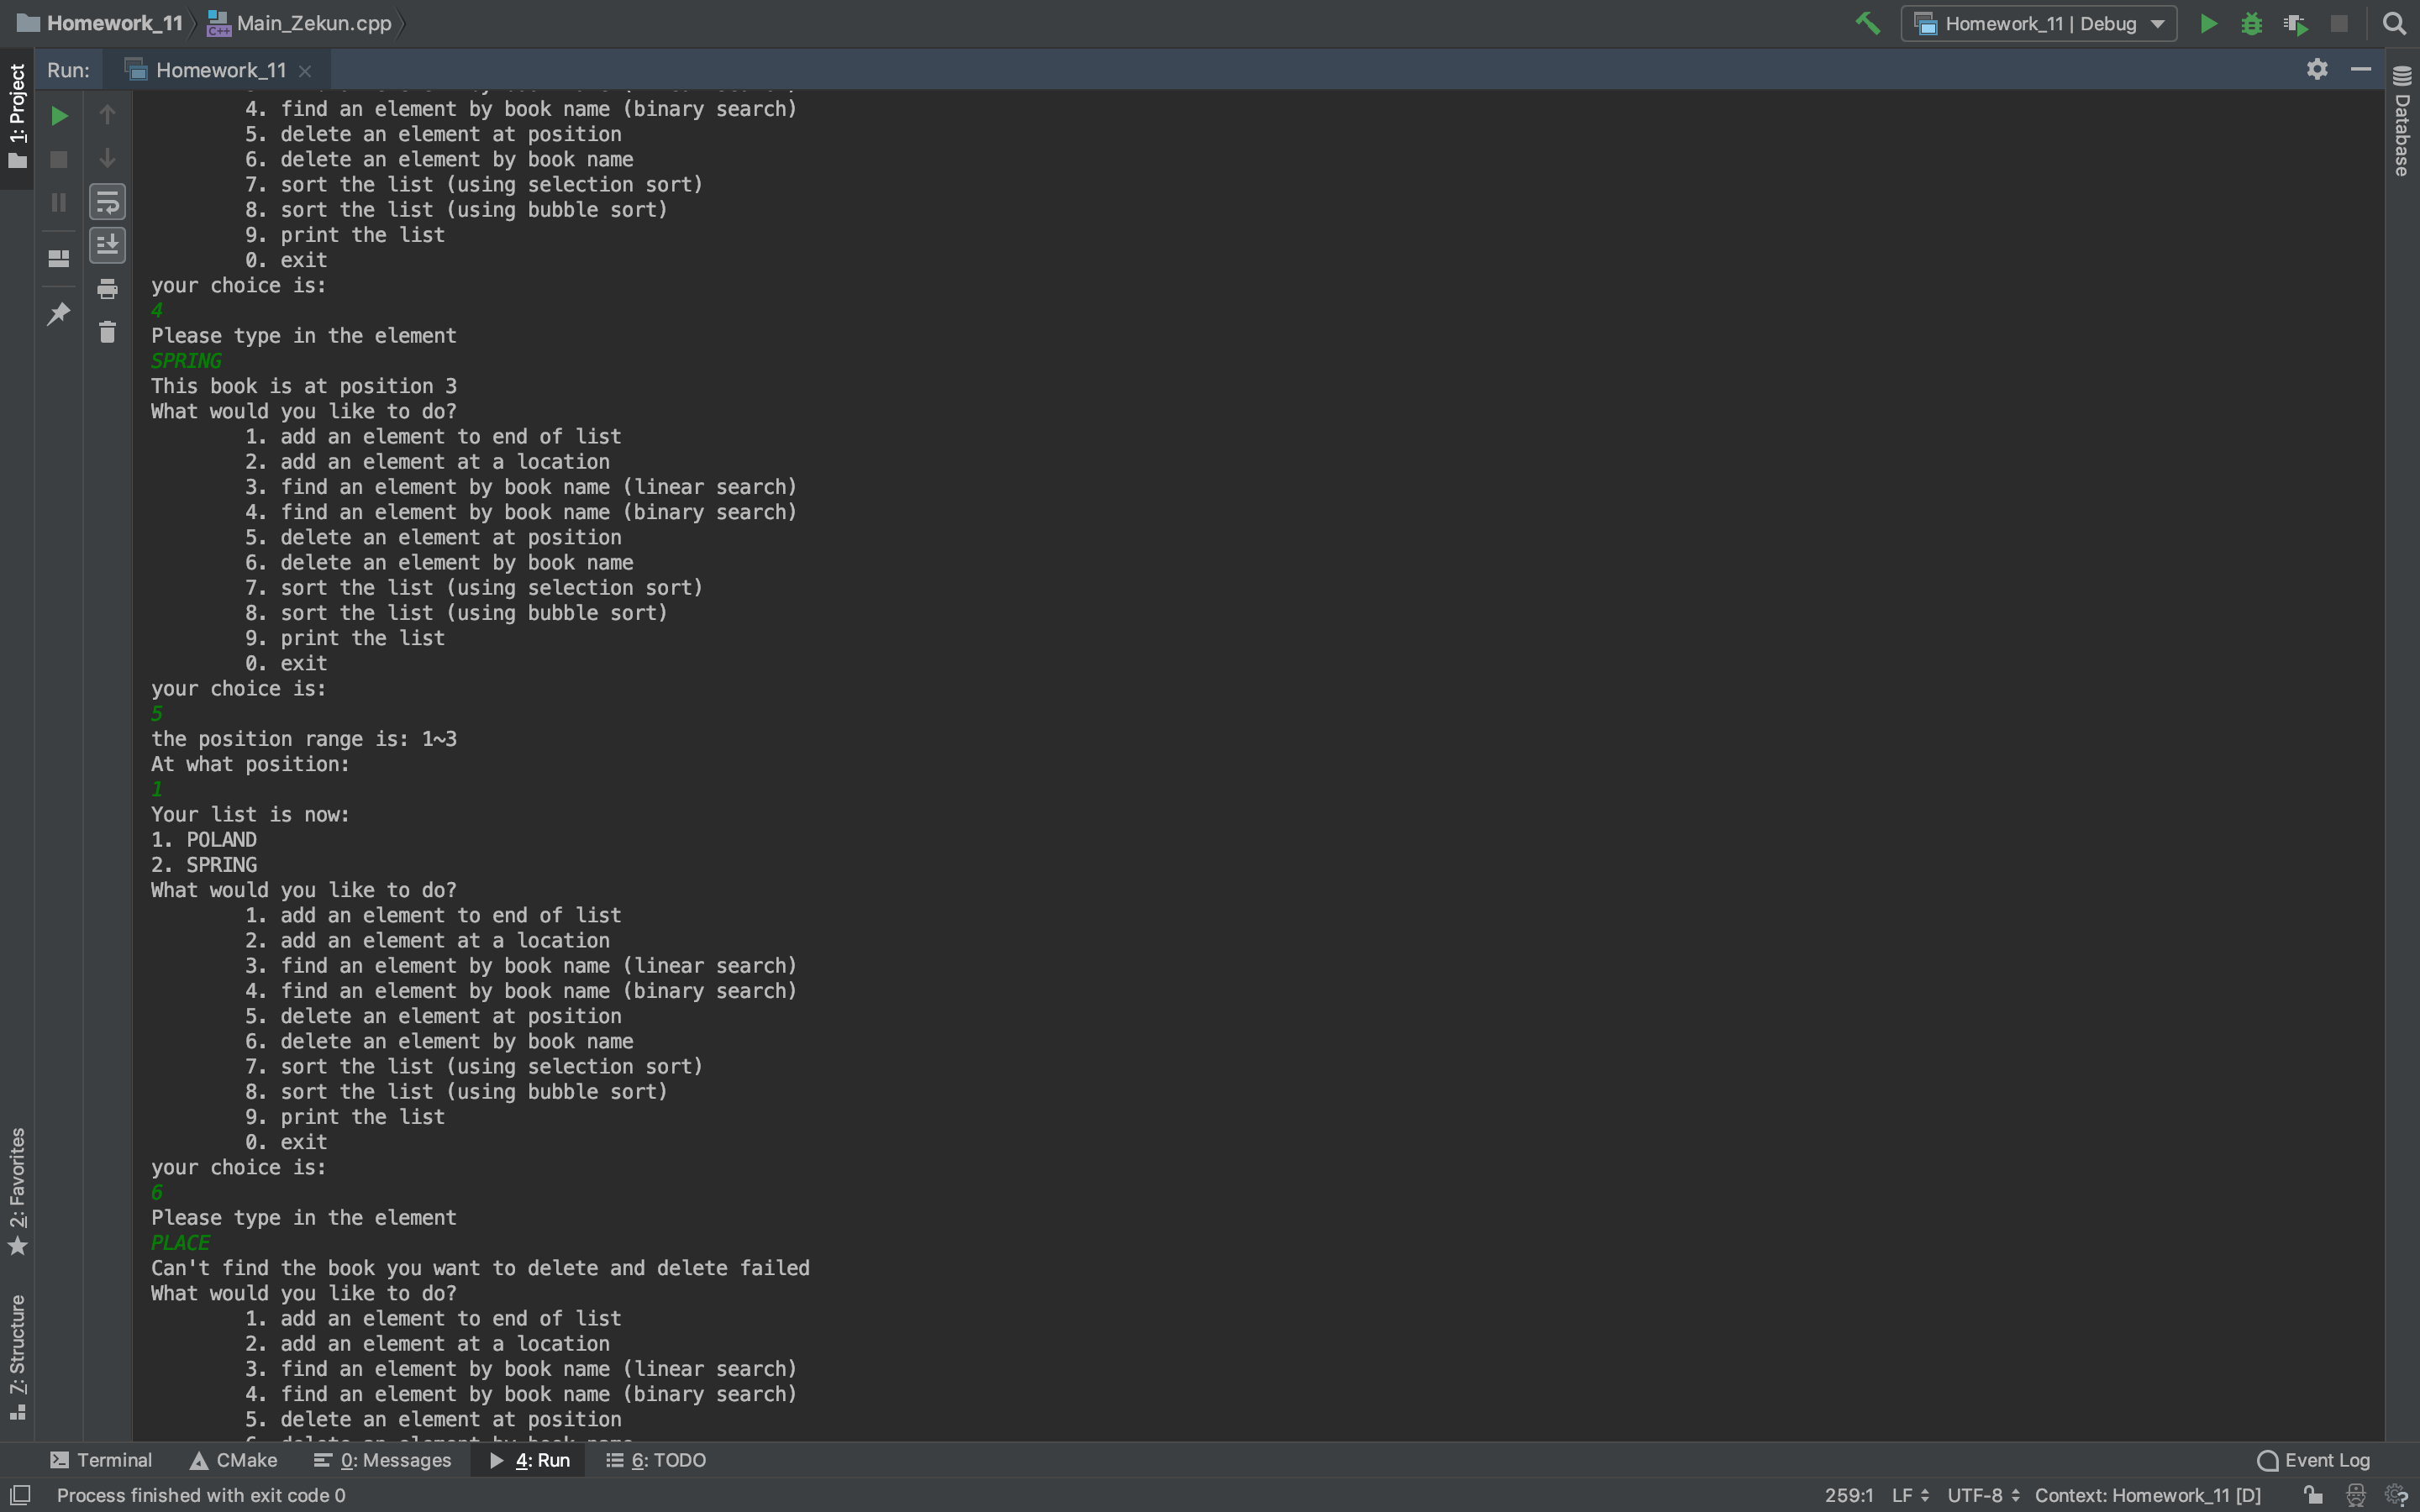 Homework_11
Main_Zekun.cpp
Homework_11 | Debug
Run:
Homework_11
1: Project
Database
4. find an element by book name (binary search)
5. delete an element at position
6. delete an element by book name
7. sort the list (using selection sort)
8. sort the list (using bubble sort)
9. print the list
0. exit
your choice is:
4
Please type in the element
SPRING
This book is at position 3
What would you like to do?
1. add an element to end of list
2. add an element at a location
3. find an element by book name (linear search)
4. find an element by book name (binary search)
5. delete an element at position
6. delete an element by book name
7. sort the list (using selection sort)
8. sort the list (using bubble sort)
9. print the list
0. exit
your choice is:
5
the position range is: 1~3
At what position:
1
Your list is now:
1. POLAND
2. SPRING
What would you like to do?
1. add an element to end of list
2. add an element at a location
3. find an element by book name (linear search)
4. find an element by book name (binary search)
5. delete an element at position
6. delete an element by book name
7. sort the list (using selection sort)
8. sort the list (using bubble sort)
9. print the list
0. exit
your choice is:
6
Please type in the element
PLACE
Can't find the book you want to delete and delete failed
What would you like to do?
1. add an element to end of list
2. add an element at a location
3. find an element by book name (linear search)
4. find an element by book name (binary search)
5. delete an element at position
2: Favorites
7: Structure
Terminal
CMake
0: Messages
4: Run
6: TODO
Event Log
Process finished with exit code 0
259:1
LF
UTF-8
Context: Homework_11 [D]